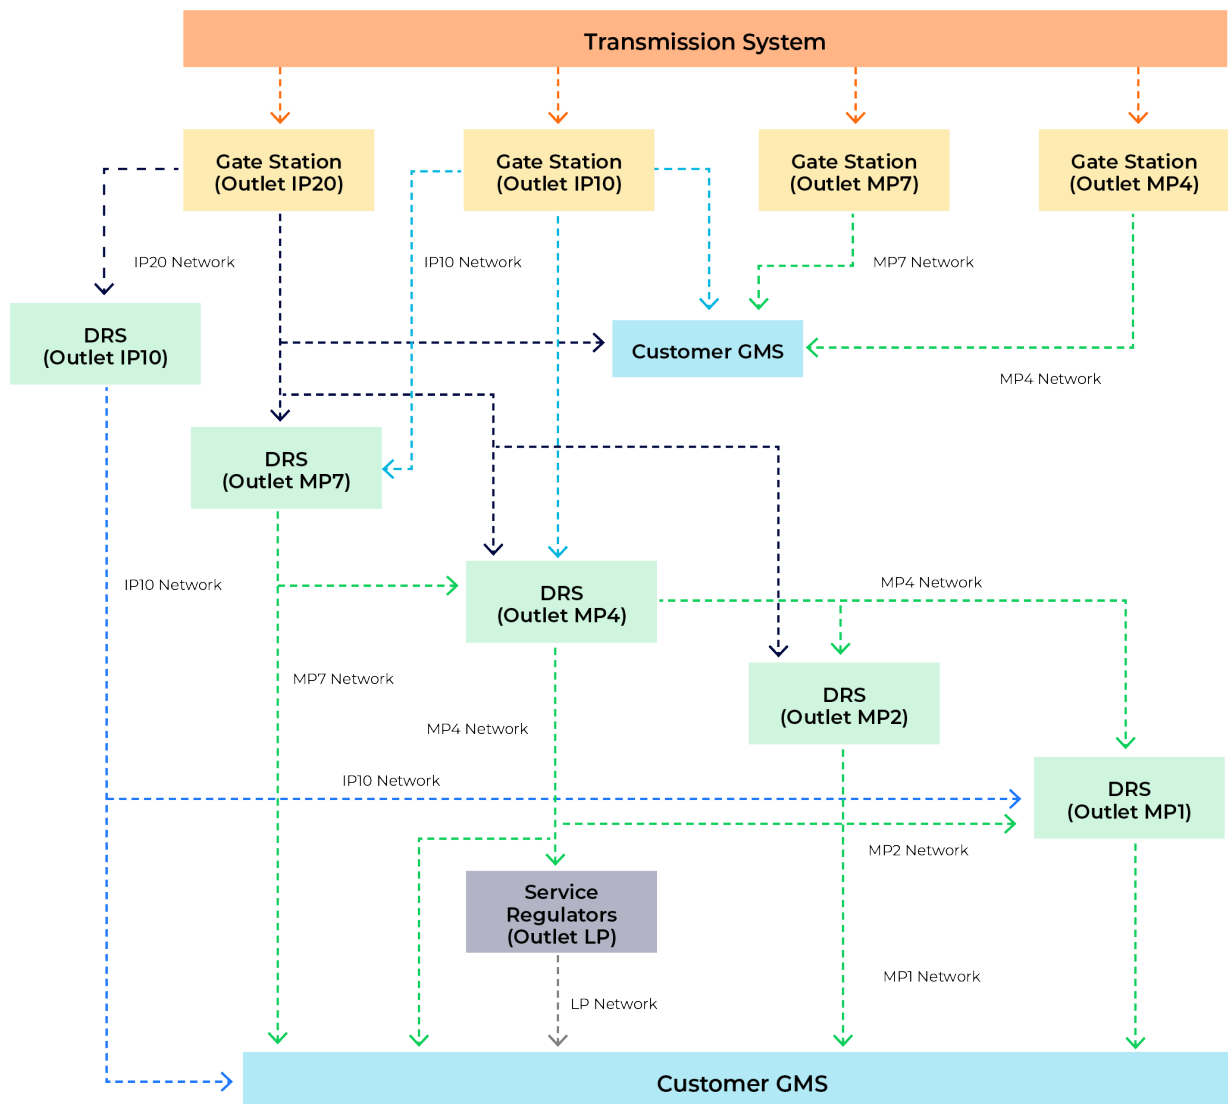 Transmission System
Gate Station
(Outlet IP20)
Gate Station
(Outlet IP10)
Gate Station
(Outlet MP7)
Gate Station
(Outlet MP4)
IP20 Network
IP10 Network
MP7 Network
DRS
(Outlet IP10)
Customer GMS
MP4 Network
DRS
(Outlet MP7)
IP10 Network
DRS
(Outlet MP4)
MP4 Network
MP7 Network
DRS
(Outlet MP2)
MP4 Network
IP10 Network
DRS
(Outlet MP1)
MP2 Network
Service
Regulators
(Outlet LP)
MP1 Network
LP Network
Customer GMS